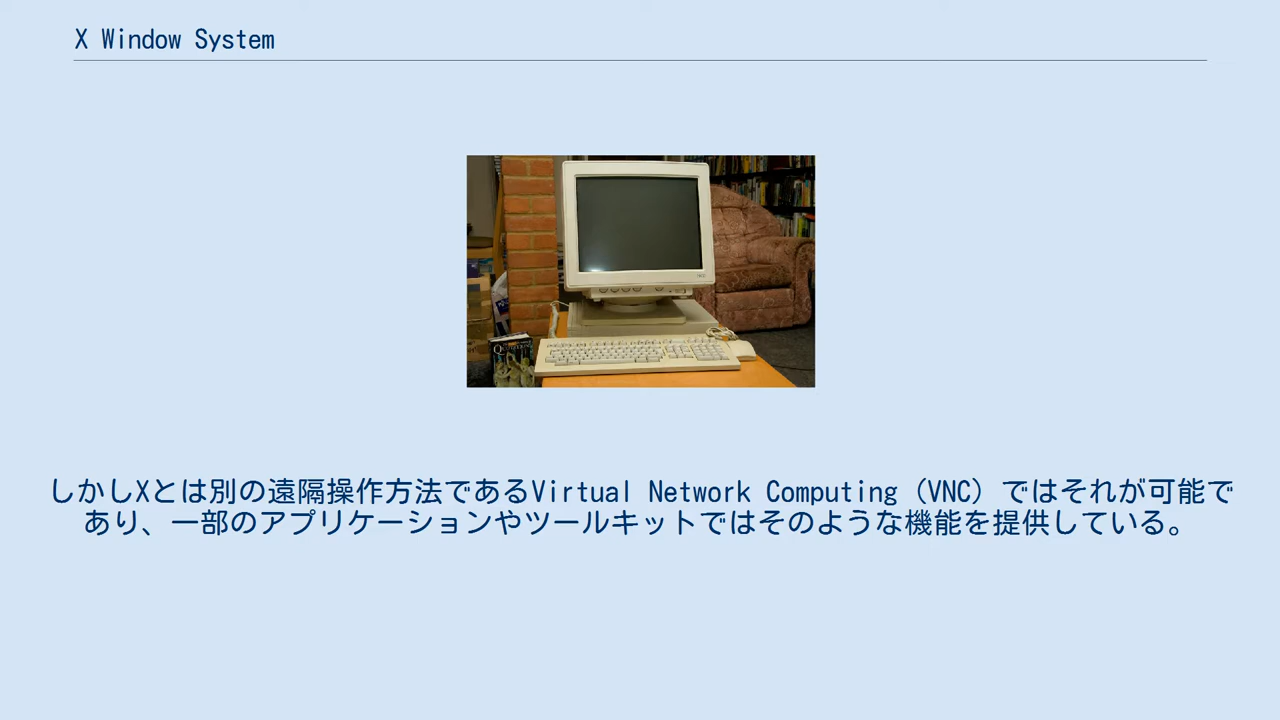 X Window System
しかしXとは別の遠隔操作方法であるVirtual Network Computing（VNC）ではそれが可能で
あり、一部のアプリケーションやツールキットではそのような機能を提供している。